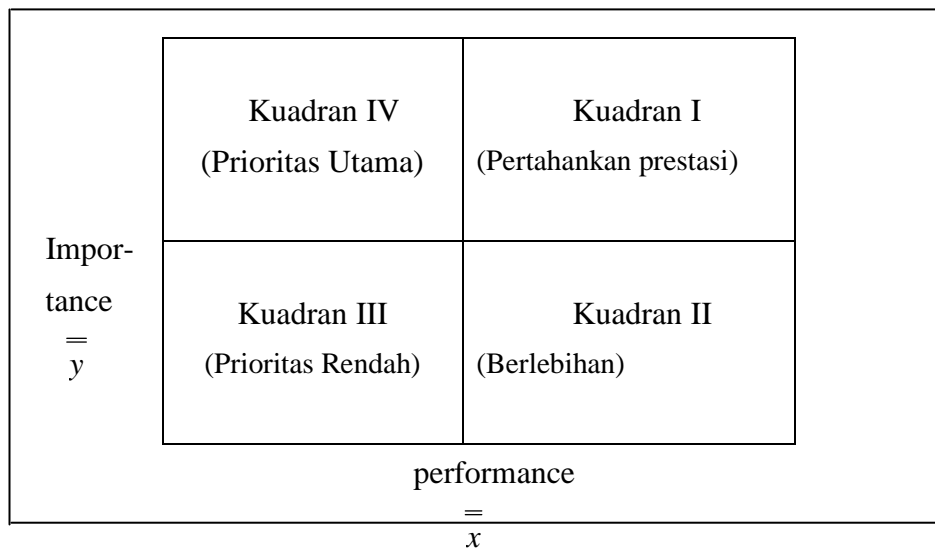 Kuadran IV
(Prioritas Utama)
Kuadran I
(Pertahankan prestasi)
Impor-
tance
y
Kuadran III
(Prioritas Rendah)
Kuadran II
(Berlebihan)
performance
x